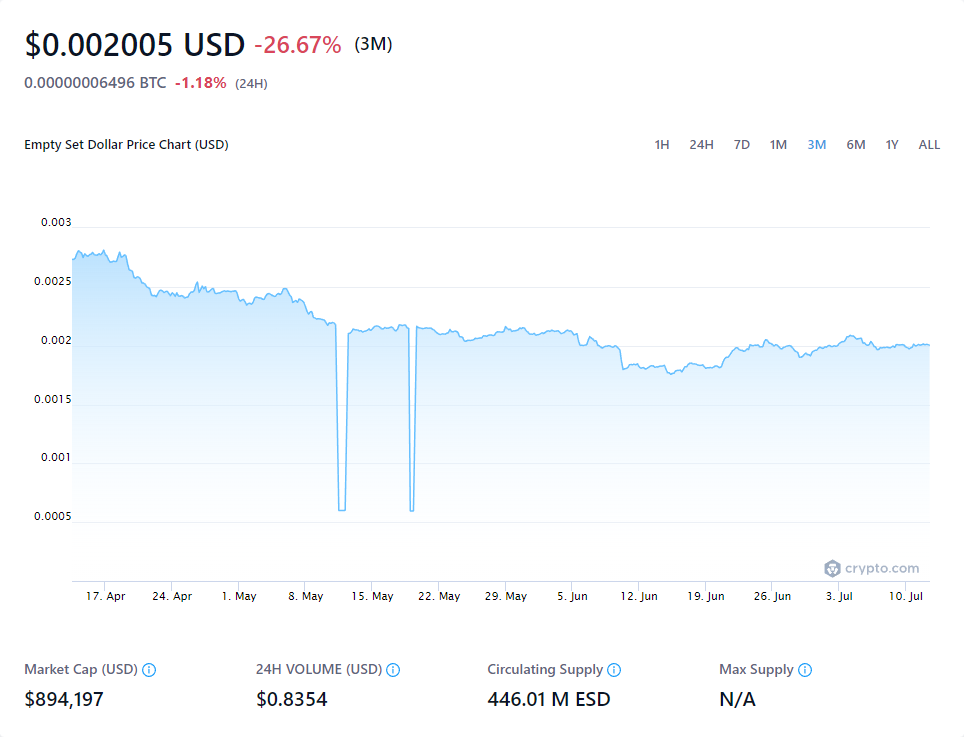 $0.002005 USD -26.67% (3M)
0.00000006496 BTC -1.18% (24H)
Empty Set Dollar Price Chart (USD)
1H 24H 7D 1M 3M 6M 1Y ALL
0.003
0.0025
0.002
0.0015
0.001
0.0005
crypto.com
17. Apr 24. Apr 1. May 8. May 15. May 22. May 29. May 5. Jun 12. Jun 19. Jun 26. Jun 3. Jul 10. Jul
Market Cap (USD) 24H VOLUME (USD) Circulating Supply Max Supply
$894,197 $0.8354 446.01 M ESD N/A